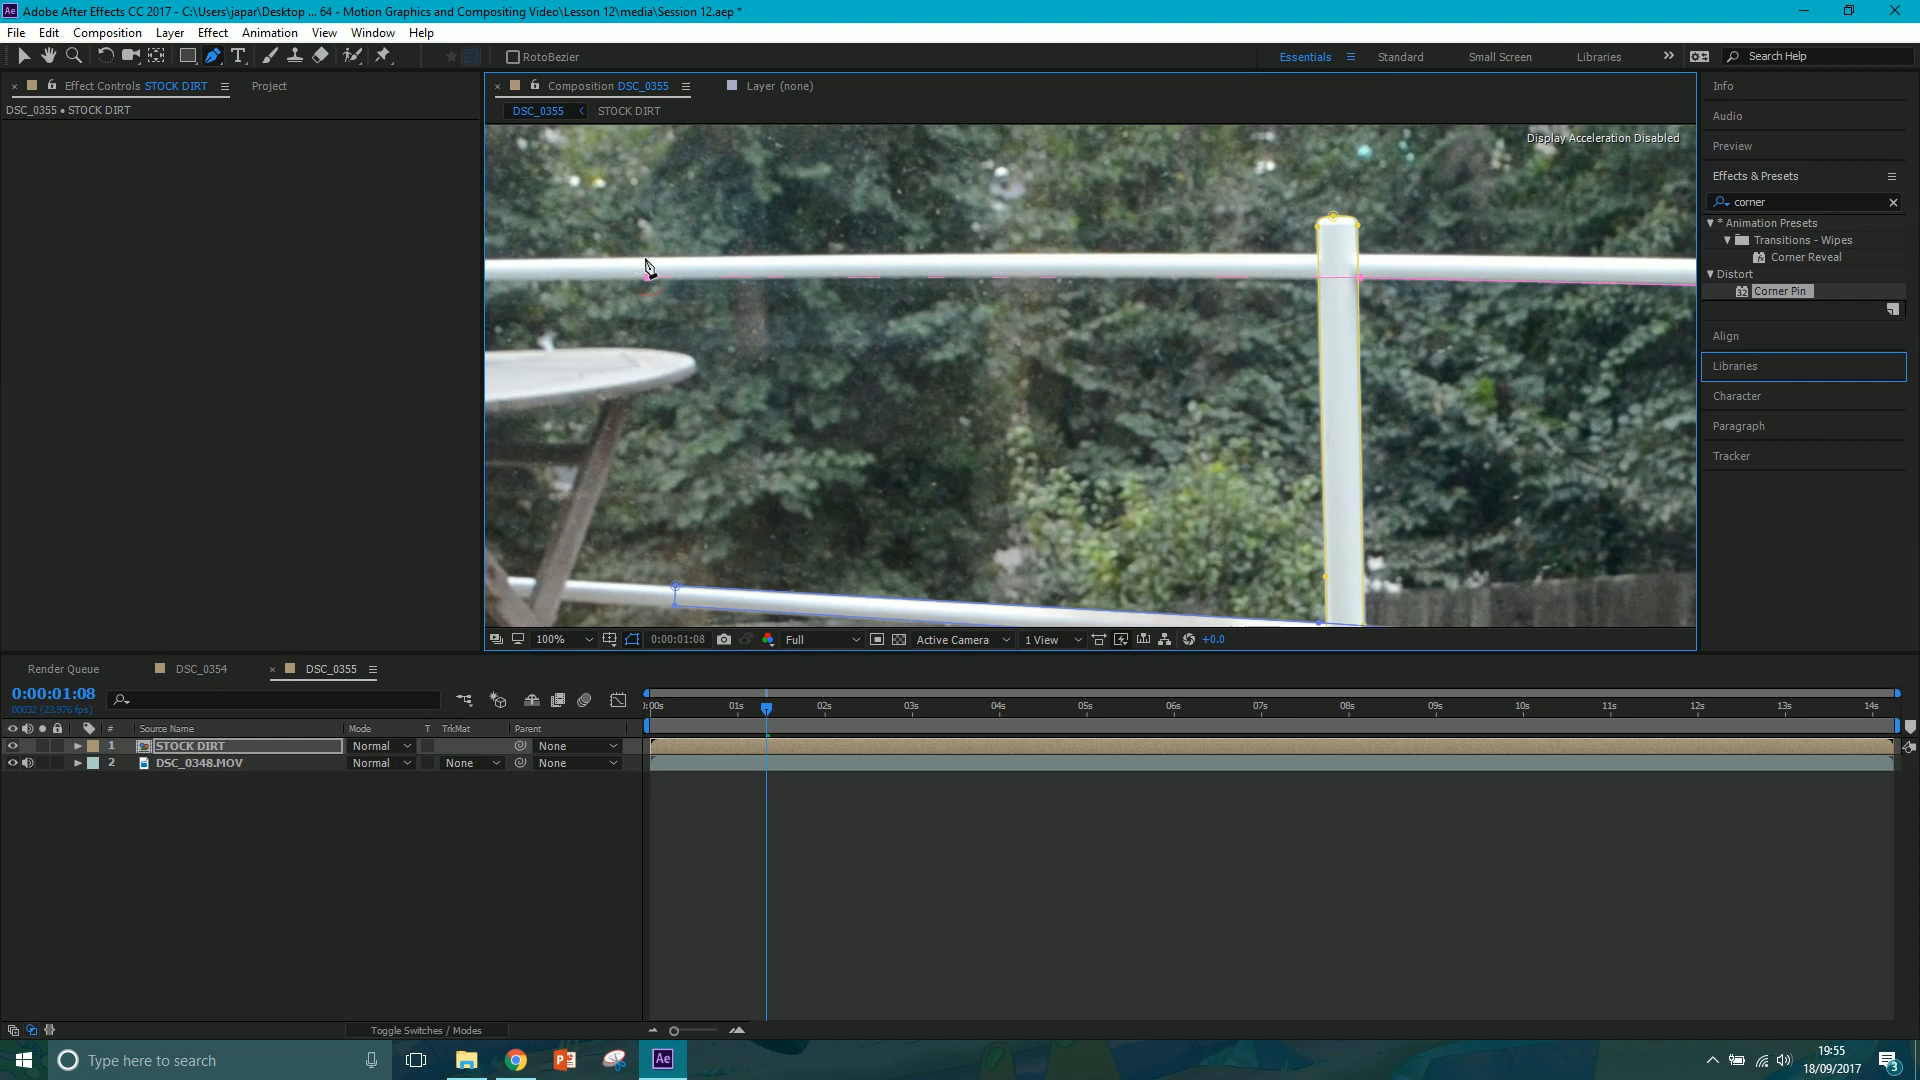 Ae Adobe After Effects CC 2017 - C:\Users\japar\Desktop ... 64 - Motion Graphics and Compositing Video\Lesson 12\media\Session 12.aep *
File Edit Composition Layer Effect Animation View Window Help
RotoBezier Essentials Standard Small Screen Libraries Search Help
Effect Controls STOCK DIRT Project
DSC_0355 • STOCK DIRT
Composition DSC_0355 Layer (none)
DSC_0355 STOCK DIRT
Display Acceleration Disabled
Info
Audio
Preview
Effects & Presets
corner
* Animation Presets
Transitions - Wipes
Corner Reveal
Distort
32 Corner Pin
Align
Libraries
Character
Paragraph
Tracker
100% 0:00:01:08 Full Active Camera 1 View +0.0
Render Queue DSC_0354 DSC_0355
0:00:01:08
00032 (23.976 fps)
:00s 01s 02s 03s 04s 05s 06s 07s 08s 09s 10s 11s 12s 13s 14s
# Source Name Mode T TrkMat Parent
1 STOCK DIRT Normal None
2 DSC_0348.MOV Normal None None
Toggle Switches / Modes
Type here to search
Ae
19:55
18/09/2017
3